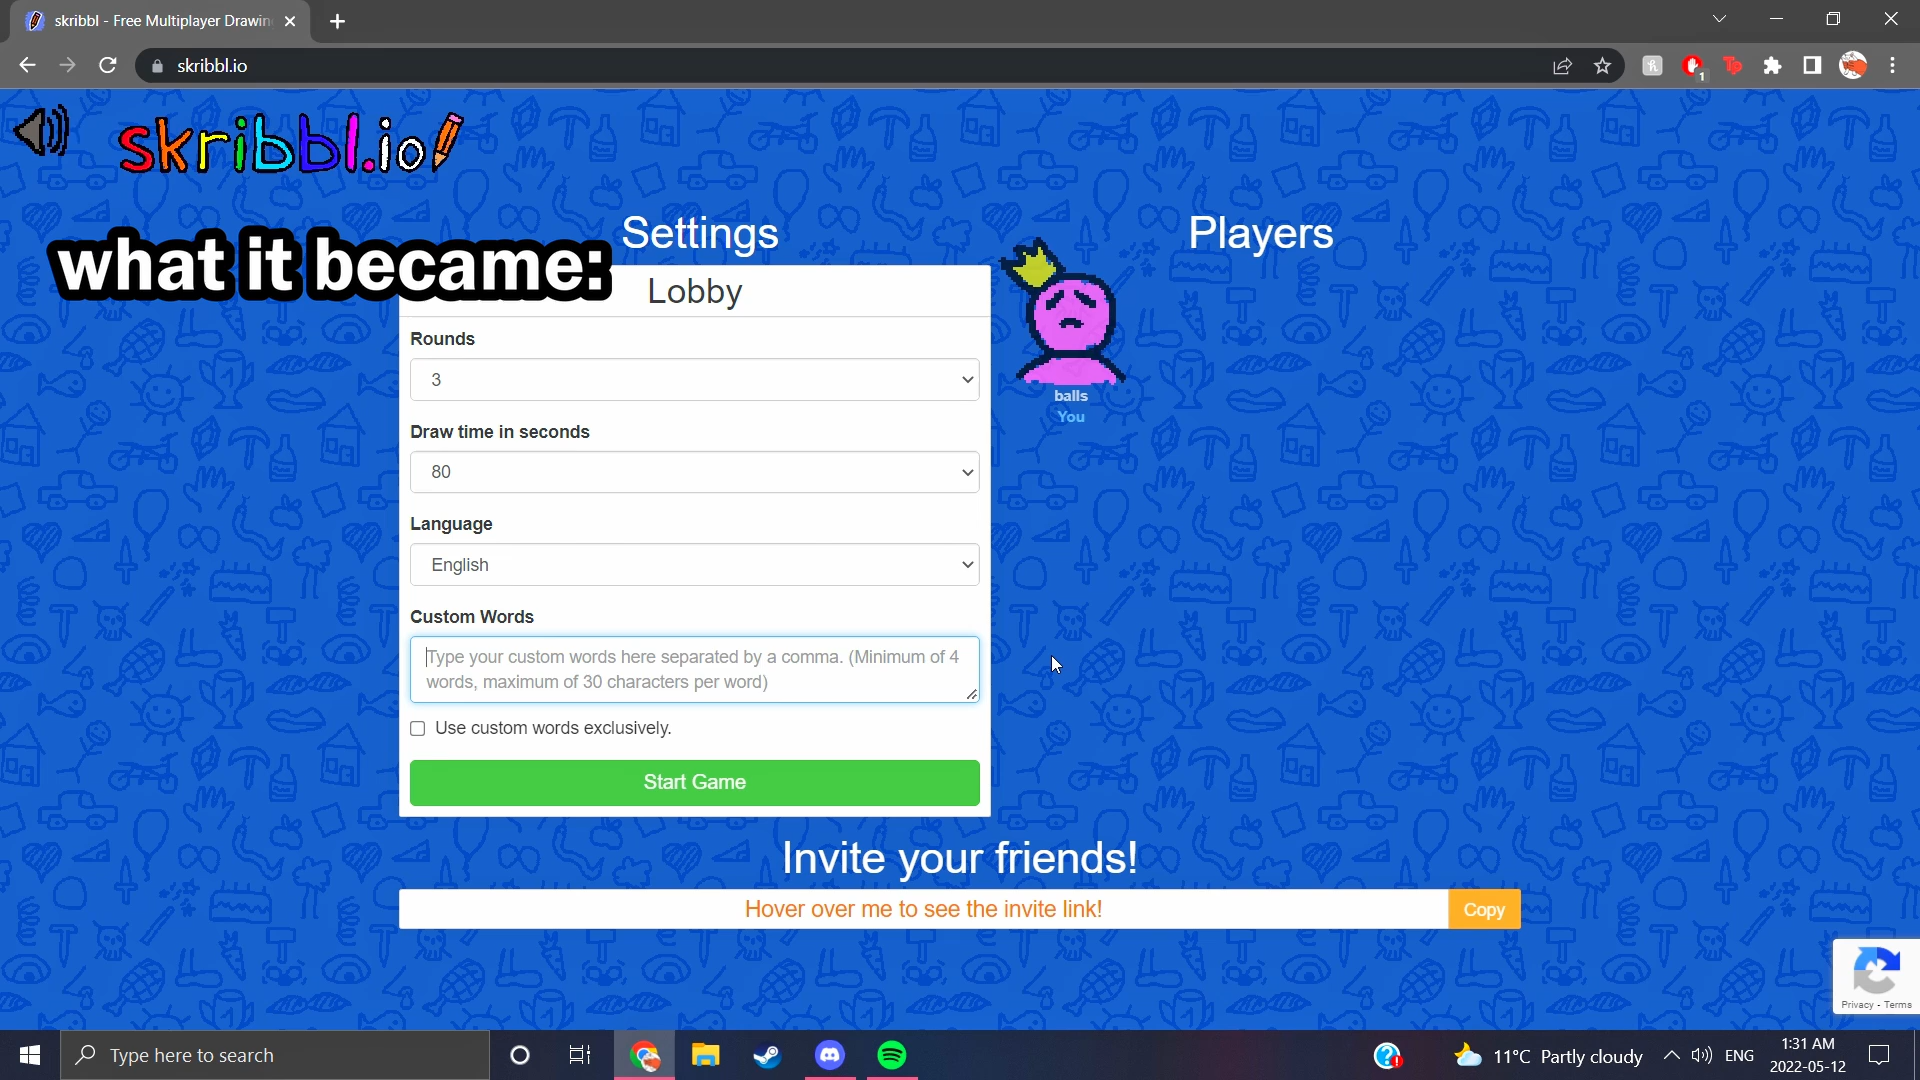 skribbl - Free Multiplayer Drawin
skribbl.io
1
skribbl.io
what it became:
Settings
Players
Lobby
Rounds
3
balls
You
Draw time in seconds
80
Language
English
Custom Words
Type your custom words here separated by a comma. (Minimum of 4
words, maximum of 30 characters per word)
Use custom words exclusively.
Start Game
Invite your friends!
Hover over me to see the invite link!
Copy
Privacy - Terms
Type here to search
11°C Partly cloudy
ENG
1:31 AM
2022-05-12